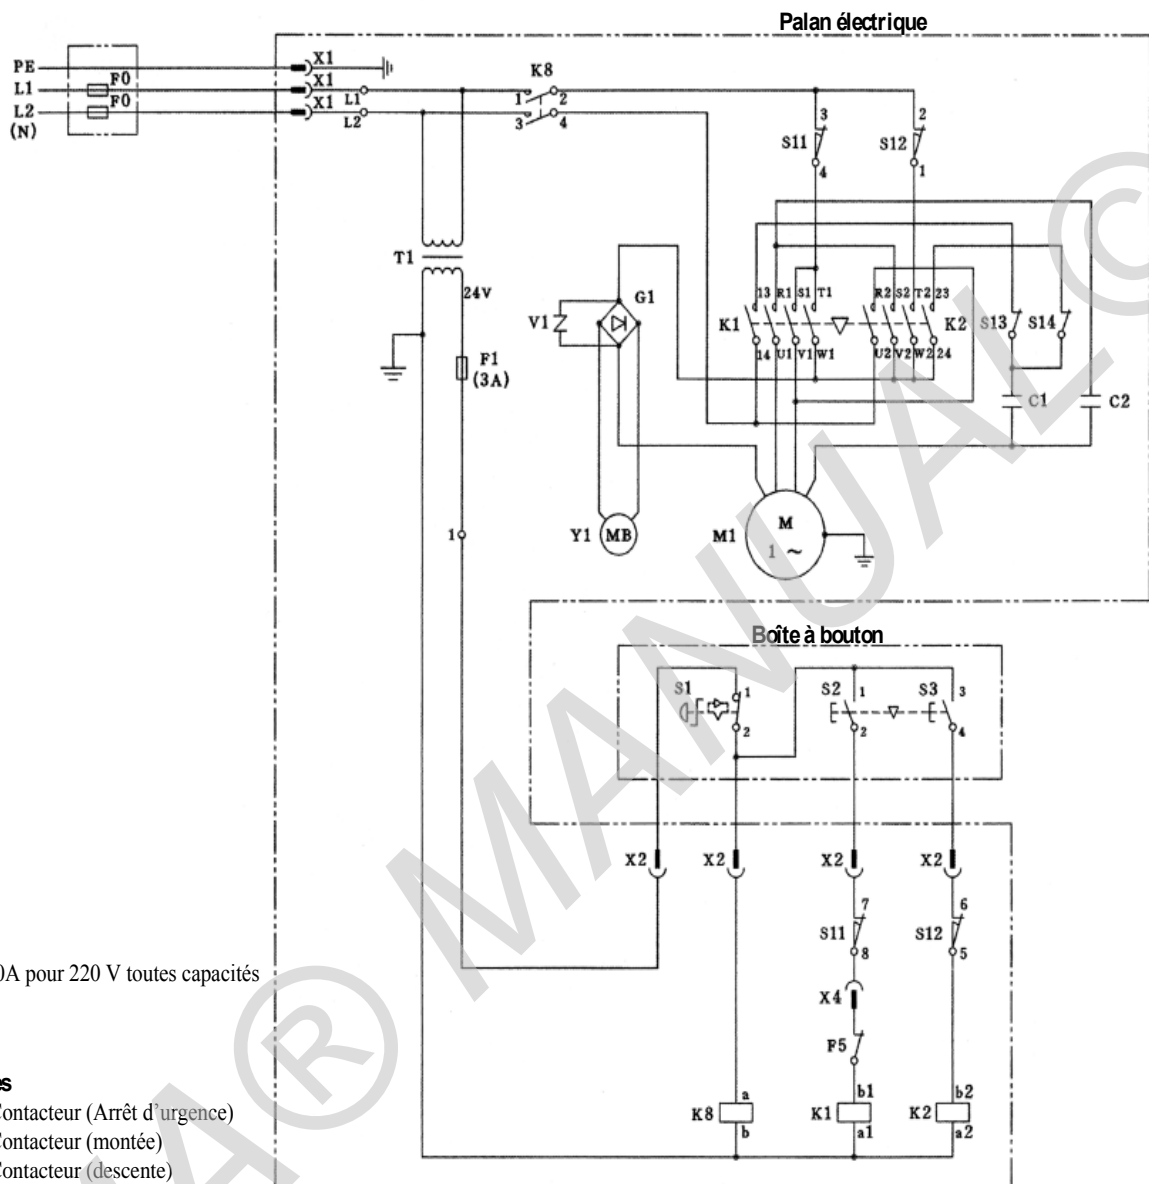 Palan électrique
PE
X1
F0
X1
K8
L1
F0
X1
L1
1
2
L2
L2
3
4
(N)
3
2
S11
S12
4
1
T1
24V
G1
V1
13 R1 S1 T1
R2 S2 T2 23
K1
K2
S13
S14
14 U1 V1 W1
U2 V2 W2 24
F1
(3A)
C1
C2
1
Y1
MB
M1
M
1 ~
Boîte à bouton
S1
1
2
S2
1
2
S3
3
4
X2
X2
X2
X2
7
6
S11
S12
8
5
0A pour 220 V toutes capacités
X4
F5
es
a
b1
b2
K8
K1
K2
b
a1
a2
Contacteur (Arrêt d'urgence)
Contacteur (montée)
Contacteur (descente)
® MANUAL©